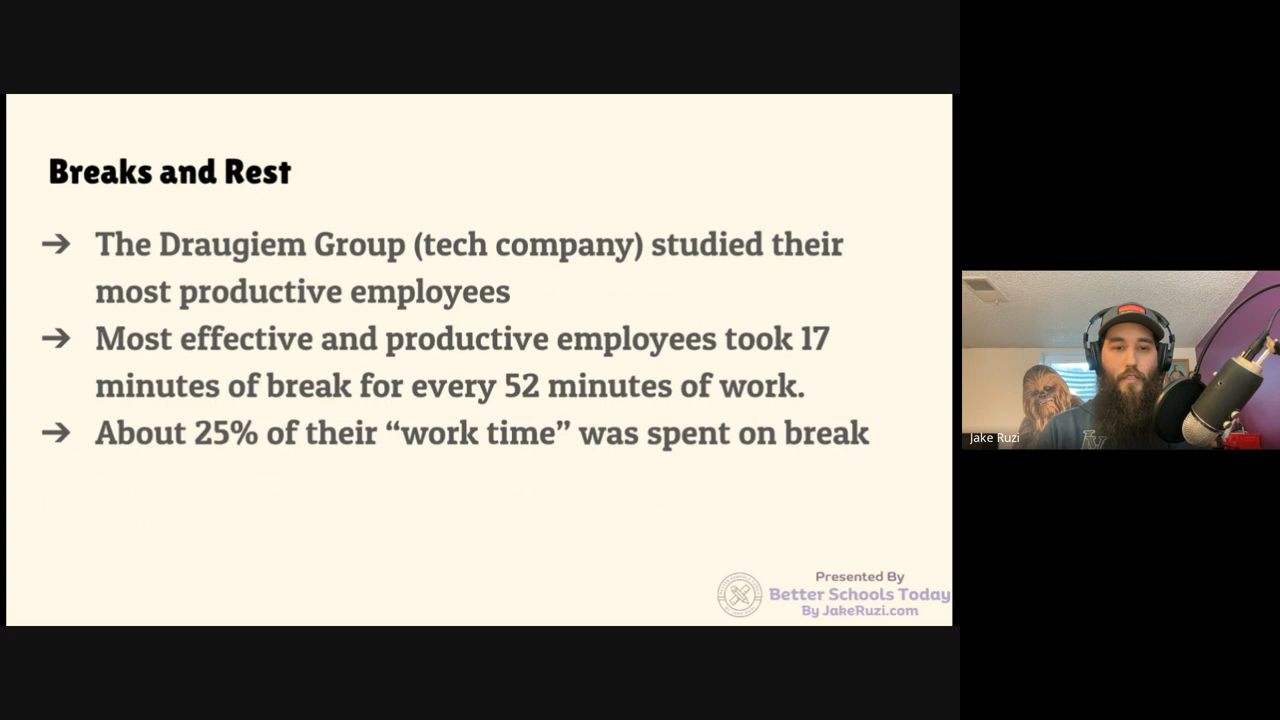 Breaks and Rest
➔ The Draugiem Group (tech company) studied their
most productive employees
➔ Most effective and productive employees took 17
minutes of break for every 52 minutes of work.
➔ About 25% of their “work time” was spent on break
Presented By
Better Schools Today
By JakeRuzi.com
Jake Ruzi